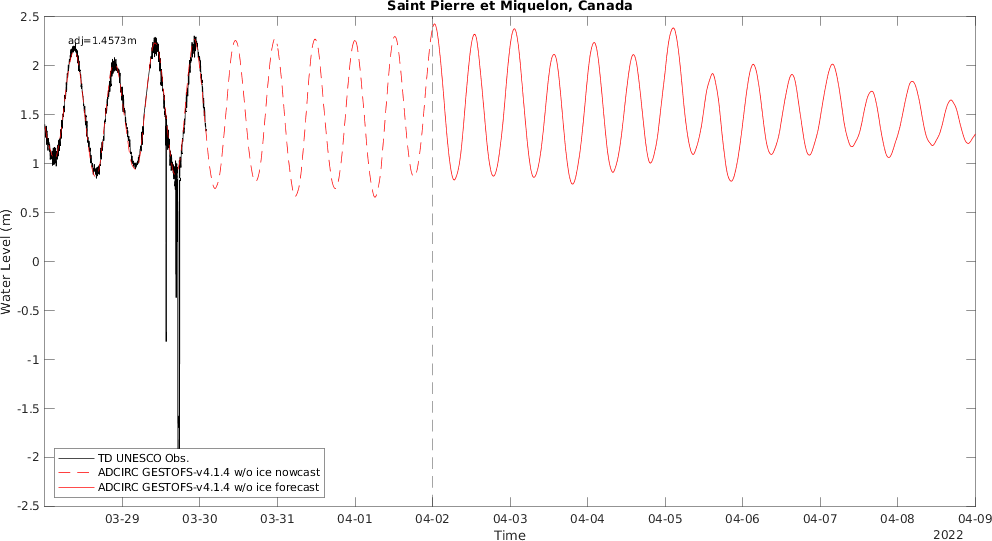 Saint Pierre et Miquelon, Canada
adj=1.4573m
2.5
2
1.5
1
0.5
0
-0.5
-1
-1.5
-2
-2.5
Water Level (m)
TD UNESCO Obs.
ADCIRC GESTOFS-v4.1.4 w/o ice nowcast
ADCIRC GESTOFS-v4.1.4 w/o ice forecast
03-29 03-30 03-31 04-01 04-02 04-03 04-04 04-05 04-06 04-07 04-08 04-09
Time
2022